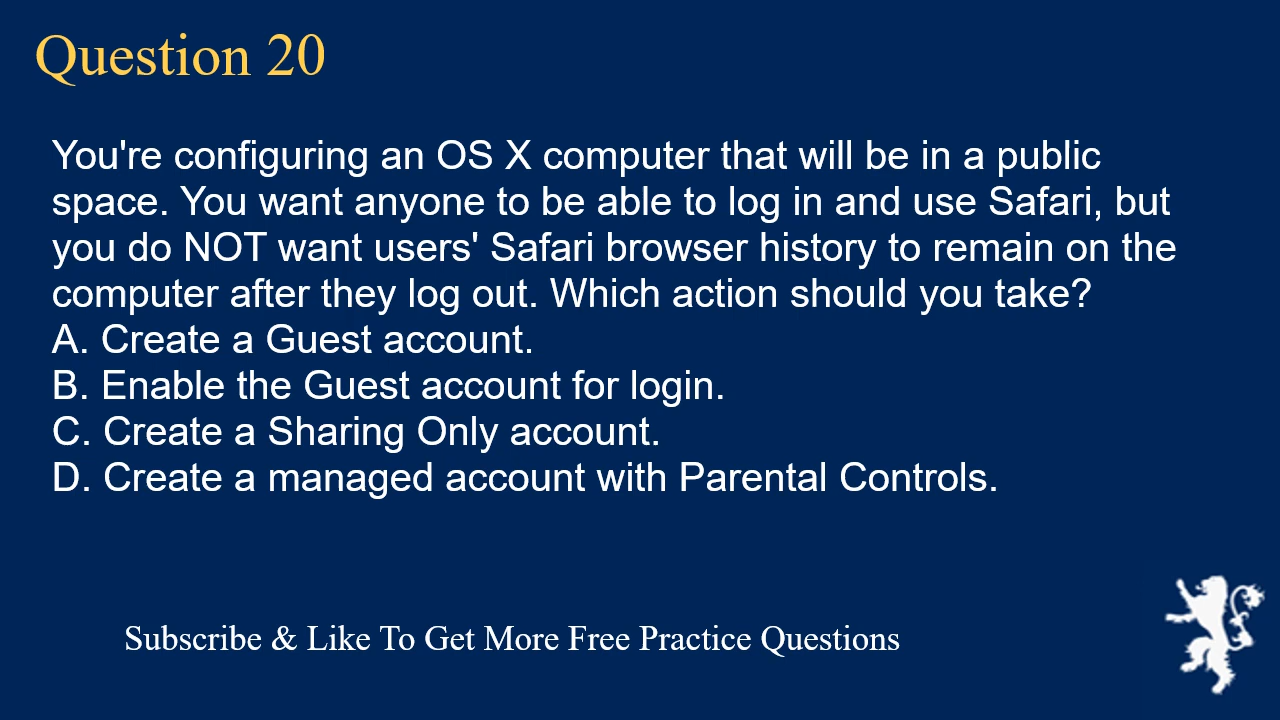 Question 20
You're configuring an OS X computer that will be in a public
space. You want anyone to be able to log in and use Safari, but
you do NOT want users' Safari browser history to remain on the
computer after they log out. Which action should you take?
A. Create a Guest account.
B. Enable the Guest account for login.
C. Create a Sharing Only account.
D. Create a managed account with Parental Controls.
Subscribe & Like To Get More Free Practice Questions